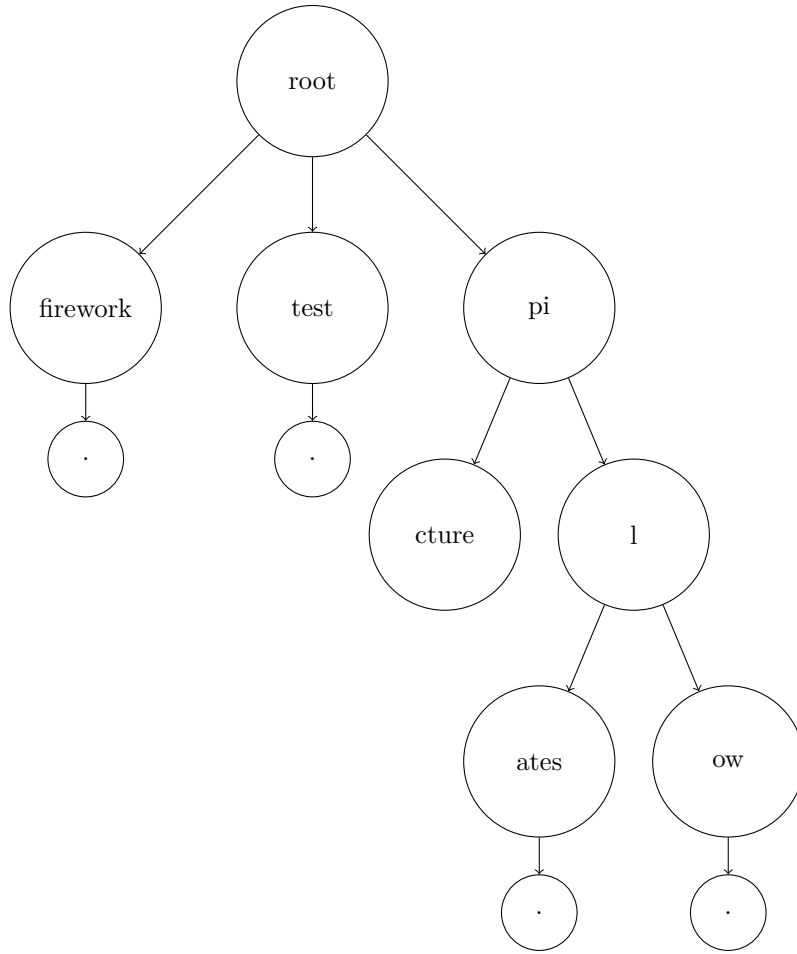 root
firework test pi
. .
cture l
ates ow
. .